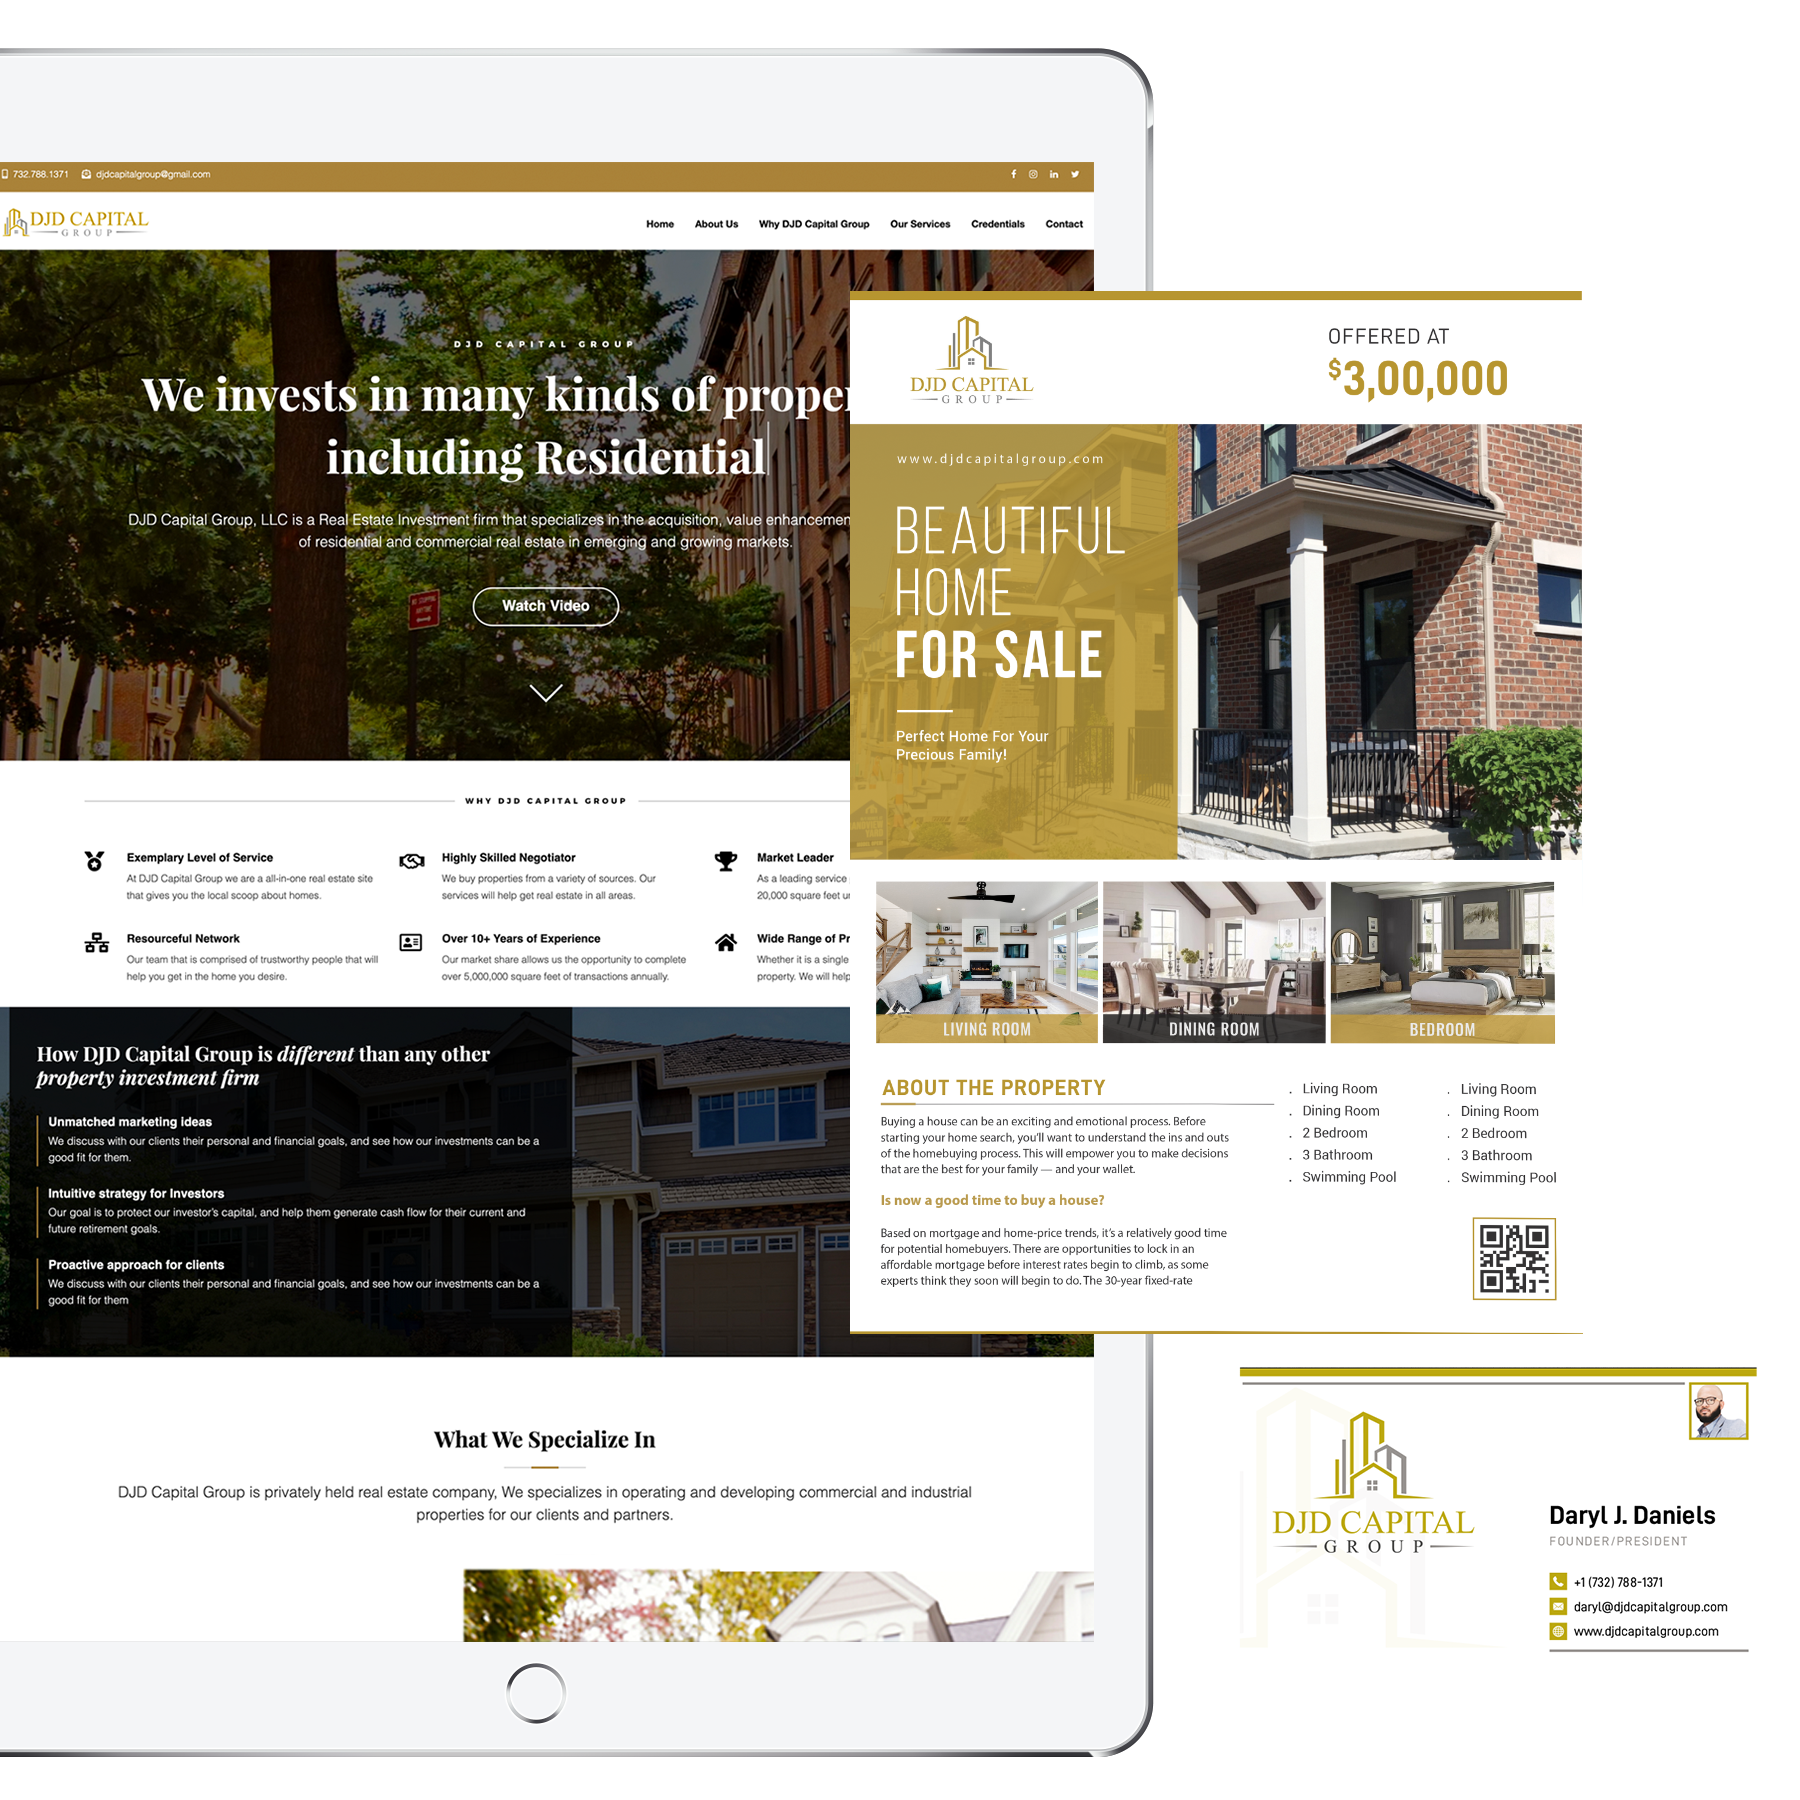 732.788.1371 djdcapitalgroup@gmail.com
DJD CAPITAL
GROUP
Home About Us Why DJD Capital Group Our Services Credentials Contact
DJD CAPITAL GROUP
We invests in many kinds of proper
including Residential
DJD Capital Group, LLC is a Real Estate Investment firm that specializes in the acquisition, value enhancemen
of residential and commercial real estate in emerging and growing markets.
NO STOPPING
ANYTIME
Watch Video
WHY DJD CAPITAL GROUP
Exemplary Level of Service
At DJD Capital Group we are a all-in-one real estate site
that gives you the local scoop about homes.
Highly Skilled Negotiator
We buy properties from a variety of sources. Our
services will help get real estate in all areas.
Market Leader
As a leading service
20,000 square feet u
Resourceful Network
Our team that is comprised of trustworthy people that will
help you get in the home you desire.
Over 10+ Years of Experience
Our market share allows us the opportunity to complete
over 5,000,000 square feet of transactions annually.
Wide Range of Pr
Whether it is a single
property. We will help
How DJD Capital Group is different than any other
property investment firm
Unmatched marketing ideas
We discuss with our clients their personal and financial goals, and see how our investments can be a
good fit for them.
Intuitive strategy for Investors
Our goal is to protect our investor's capital, and help them generate cash flow for their current and
future retirement goals.
Proactive approach for clients
We discuss with our clients their personal and financial goals, and see how our investments can be a
good fit for them
What We Specialize In
DJD Capital Group is privately held real estate company, We specializes in operating and developing commercial and industrial
properties for our clients and partners.
DJD CAPITAL
GROUP
OFFERED AT
$3,00,000
www.djdcapitalgroup.com
BEAUTIFUL
HOME
FOR SALE
Perfect Home For Your
Precious Family!
LIVING ROOM
DINING ROOM
BEDROOM
ABOUT THE PROPERTY
Buying a house can be an exciting and emotional process. Before
starting your home search, you'll want to understand the ins and outs
of the homebuying process. This will empower you to make decisions
that are the best for your family — and your wallet.
Is now a good time to buy a house?
Based on mortgage and home-price trends, it's a relatively good time
for potential homebuyers. There are opportunities to lock in an
affordable mortgage before interest rates begin to climb, as some
experts think they soon will begin to do. The 30-year fixed-rate
. Living Room
. Dining Room
. 2 Bedroom
. 3 Bathroom
. Swimming Pool
. Living Room
. Dining Room
. 2 Bedroom
. 3 Bathroom
. Swimming Pool
DJD CAPITAL
GROUP
Daryl J. Daniels
FOUNDER/PRESIDENT
+1 (732) 788-1371
daryl@djdcapitalgroup.com
www.djdcapitalgroup.com